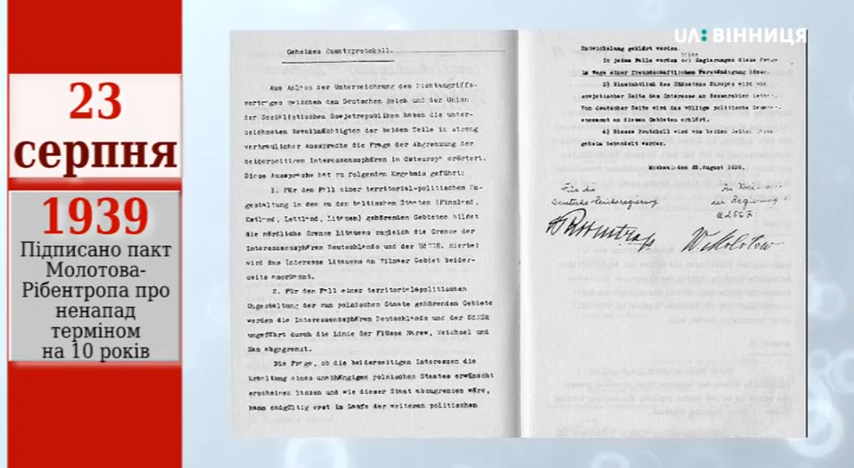 23
серпня
1939
Підписано пакт
Молотова-
Рібентропа про
ненапад
терміном
на 10 років
UA: ВІННИЦЯ
Geheimes Zusatzprotokoll.
Aus Anlass der Unterzeichnung des Nichtangriffs-
vertrages zwischen dem Deutschen Reich und der Union
der Sozialistischen Sowjetrepubliken haben die unter-
zeichneten Bevollmächtigten der beiden Teile in streng
vertraulicher Aussprache die Frage der Abgrenzung der
beiderseitigen Interessensphären in Osteuropa erörtert.
Diese Aussprache hat zu folgendem Ergebnis geführt:
1. Für den Fall einer territorial-politischen Um-
gestaltung in den zu den baltischen Staaten (Finnland,
Estland, Lettland, Litauen) gehörenden Gebieten bildet
die nördliche Grenze Litauens zugleich die Grenze der
Interessensphären Deutschlands und der UdSSR. Hierbei
wird das Interesse Litauens am Wilnaer Gebiet beider-
seits anerkannt.
2. Für den Fall einer territorial-politischen
Umgestaltung der zum polnischen Staate gehörenden Gebiete
werden die Interessensphären Deutschlands und der UdSSR
ungefähr durch die Linie der Flüsse Narew, Weichsel und
San abgegrenzt.
Die Frage, ob die beiderseitigen Interessen die
Erhaltung eines unabhängigen polnischen Staates erwünscht
erscheinen lassen und wie dieser Staat abzugrenzen wäre,
kann endgültig erst im Laufe der weiteren politischen
Entwickelung geklärt werden.
In jedem Falle werden beide Regierungen diese Frage
im Wege einer freundschaftlichen Verständigung lösen.
3) Hinsichtlich des Südostens Europas wird von
sowjetischer Seite das Interesse an Bessarabien
Von deutscher Seite wird das völlige politische
an diesen Gebieten erklärt.
4) Dieses Protokoll wird von beiden Seiten
geheim behandelt werden.
Moskau, den 23. August 1939.
Für die
Deutsche Reichsregierung
In
der Regierung
UdSSR
Ribbentrop
W. Molotow